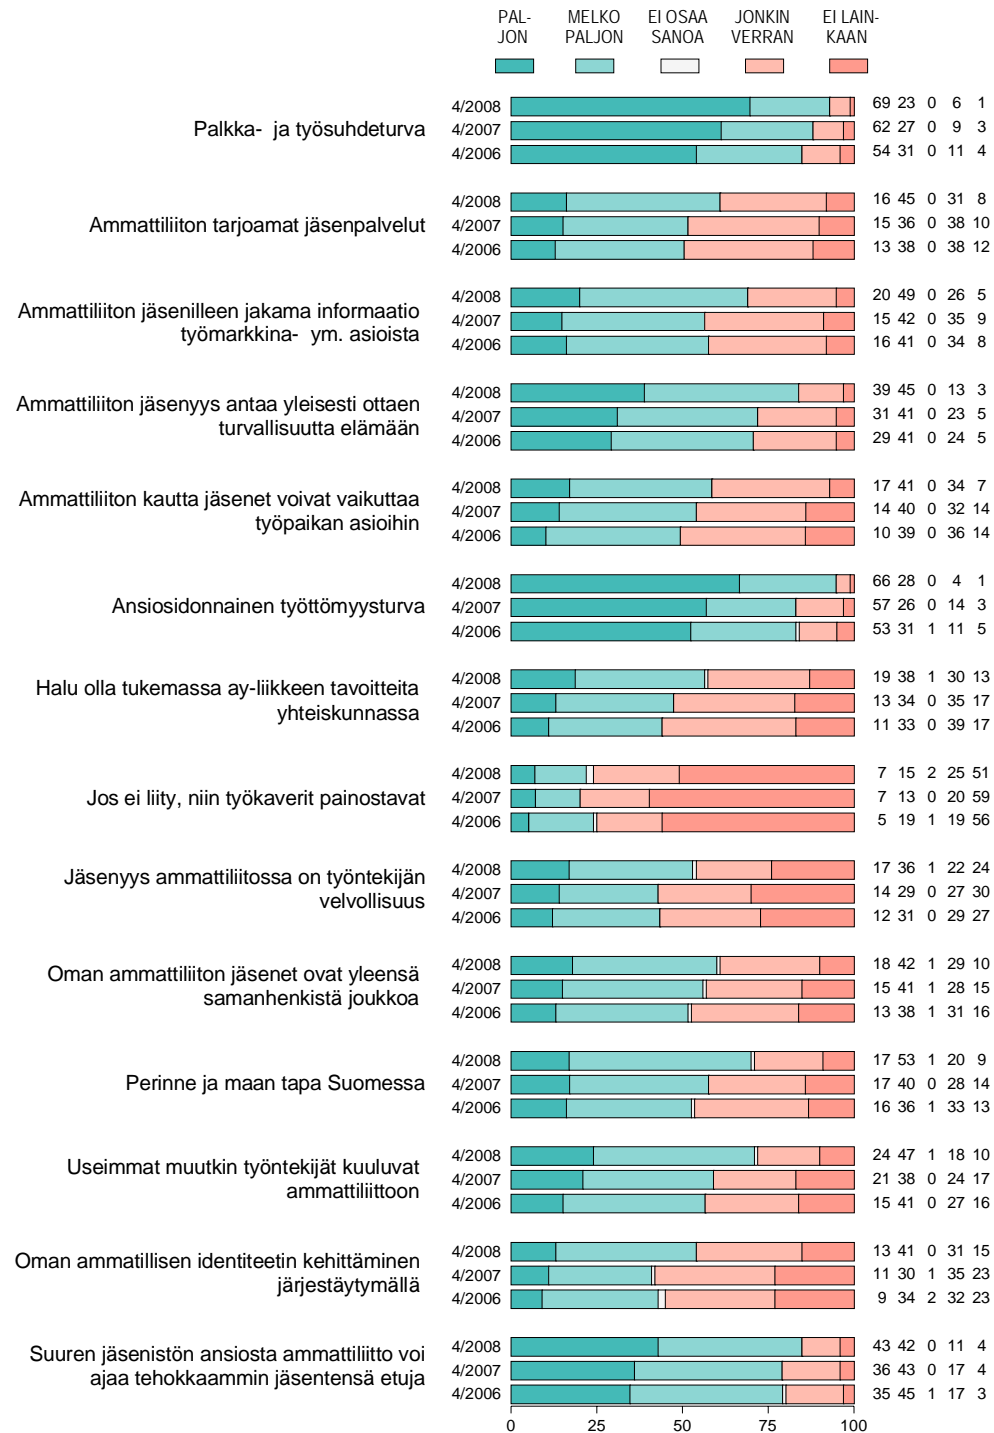 PAL- MELKO EI OSAA JONKIN EI LAIN-
JON PALJON SANOA VERRAN KAAN
Palkka- ja työsuhdeturva
4/2008 69 23 0 6 1
4/2007 62 27 0 9 3
4/2006 54 31 0 11 4
Ammattiliiton tarjoamat jäsenpalvelut
4/2008 16 45 0 31 8
4/2007 15 36 0 38 10
4/2006 13 38 0 38 12
Ammattiliiton jäsenilleen jakama informaatio
työmarkkina- ym. asioista
4/2008 20 49 0 26 5
4/2007 15 42 0 35 9
4/2006 16 41 0 34 8
Ammattiliiton jäsenyys antaa yleisesti ottaen
turvallisuutta elämään
4/2008 39 45 0 13 3
4/2007 31 41 0 23 5
4/2006 29 41 0 24 5
Ammattiliiton kautta jäsenet voivat vaikuttaa
työpaikan asioihin
4/2008 17 41 0 34 7
4/2007 14 40 0 32 14
4/2006 10 39 0 36 14
Ansiosidonnainen työttömyysturva
4/2008 66 28 0 4 1
4/2007 57 26 0 14 3
4/2006 53 31 1 11 5
Halu olla tukemassa ay-liikkeen tavoitteita
yhteiskunnassa
4/2008 19 38 1 30 13
4/2007 13 34 0 35 17
4/2006 11 33 0 39 17
Jos ei liity, niin työkaverit painostavat
4/2008 7 15 2 25 51
4/2007 7 13 0 20 59
4/2006 5 19 1 19 56
Jäsenyys ammattiliitossa on työntekijän
velvollisuus
4/2008 17 36 1 22 24
4/2007 14 29 0 27 30
4/2006 12 31 0 29 27
Oman ammattiliiton jäsenet ovat yleensä
samanhenkistä joukkoa
4/2008 18 42 1 29 10
4/2007 15 41 1 28 15
4/2006 13 38 1 31 16
Perinne ja maan tapa Suomessa
4/2008 17 53 1 20 9
4/2007 17 40 0 28 14
4/2006 16 36 1 33 13
Useimmat muutkin työntekijät kuuluvat
ammattiliittoon
4/2008 24 47 1 18 10
4/2007 21 38 0 24 17
4/2006 15 41 0 27 16
Oman ammatillisen identiteetin kehittäminen
järjestäytymällä
4/2008 13 41 0 31 15
4/2007 11 30 1 35 23
4/2006 9 34 2 32 23
Suuren jäsenistön ansiosta ammattiliitto voi
ajaa tehokkaammin jäsentensä etuja
4/2008 43 42 0 11 4
4/2007 36 43 0 17 4
4/2006 35 45 1 17 3
0 25 50 75 100